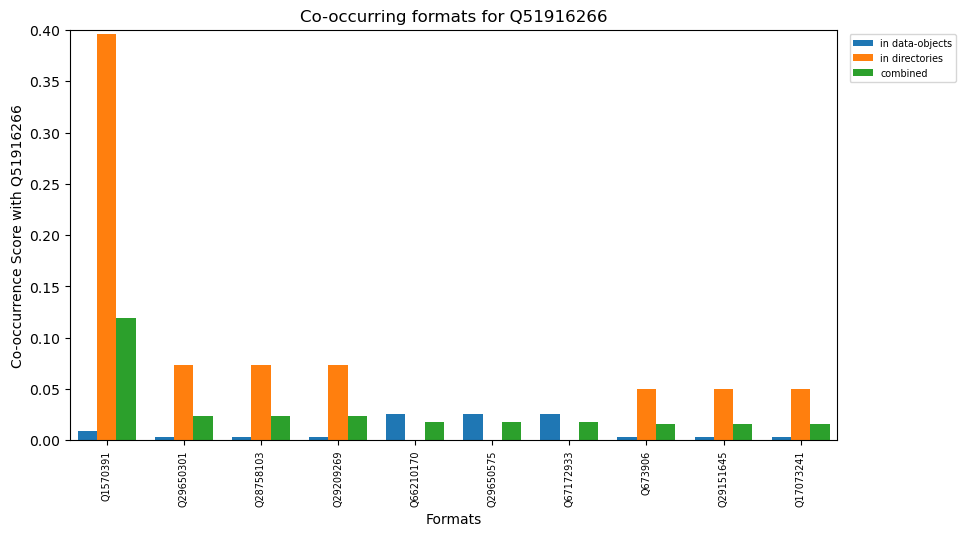 Co-occurring formats for Q51916266
in data-objects
in directories
combined
Co-occurrence Score with Q51916266
0.40
0.35
0.30
0.25
0.20
0.15
0.10
0.05
0.00
Q1570391
Q29650301
Q28758103
Q29209269
Q66210170
Q29650575
Q67172933
Q673906
Q29151645
Q17073241
Formats